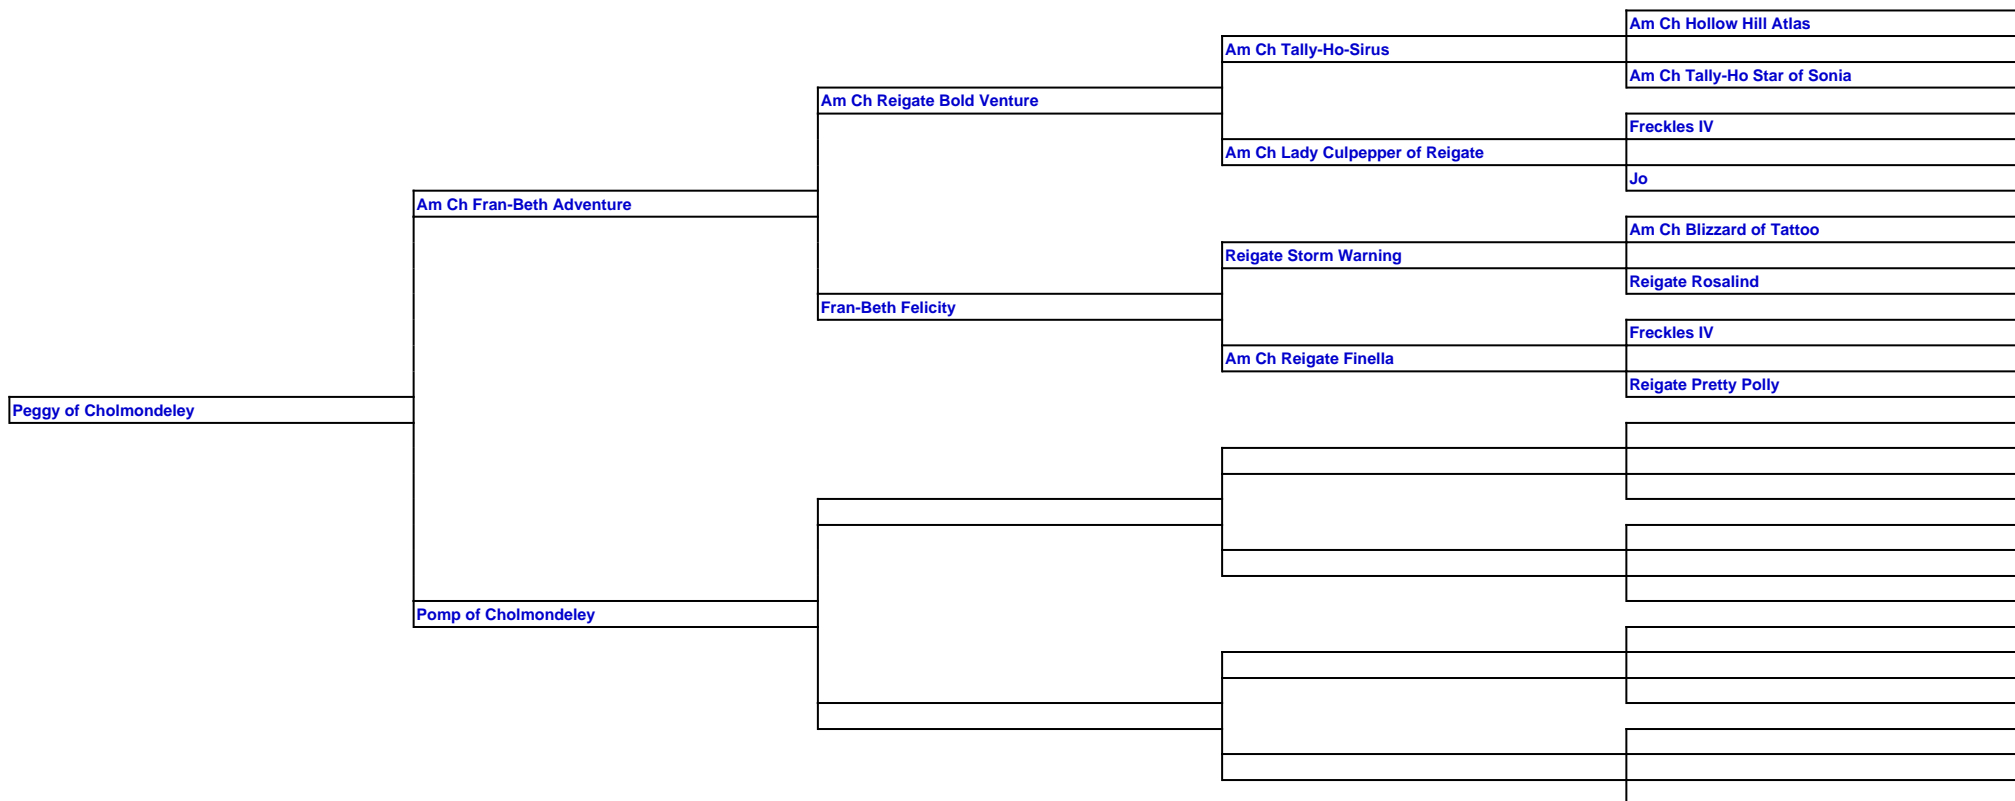 Am Ch Hollow Hill Atlas
Am Ch Tally-Ho-Sirus
Am Ch Tally-Ho Star of Sonia
Am Ch Reigate Bold Venture
Freckles IV
Am Ch Lady Culpepper of Reigate
Jo
Am Ch Fran-Beth Adventure
Am Ch Blizzard of Tattoo
Reigate Storm Warning
Reigate Rosalind
Fran-Beth Felicity
Freckles IV
Am Ch Reigate Finella
Reigate Pretty Polly
Peggy of Cholmondeley
Pomp of Cholmondeley